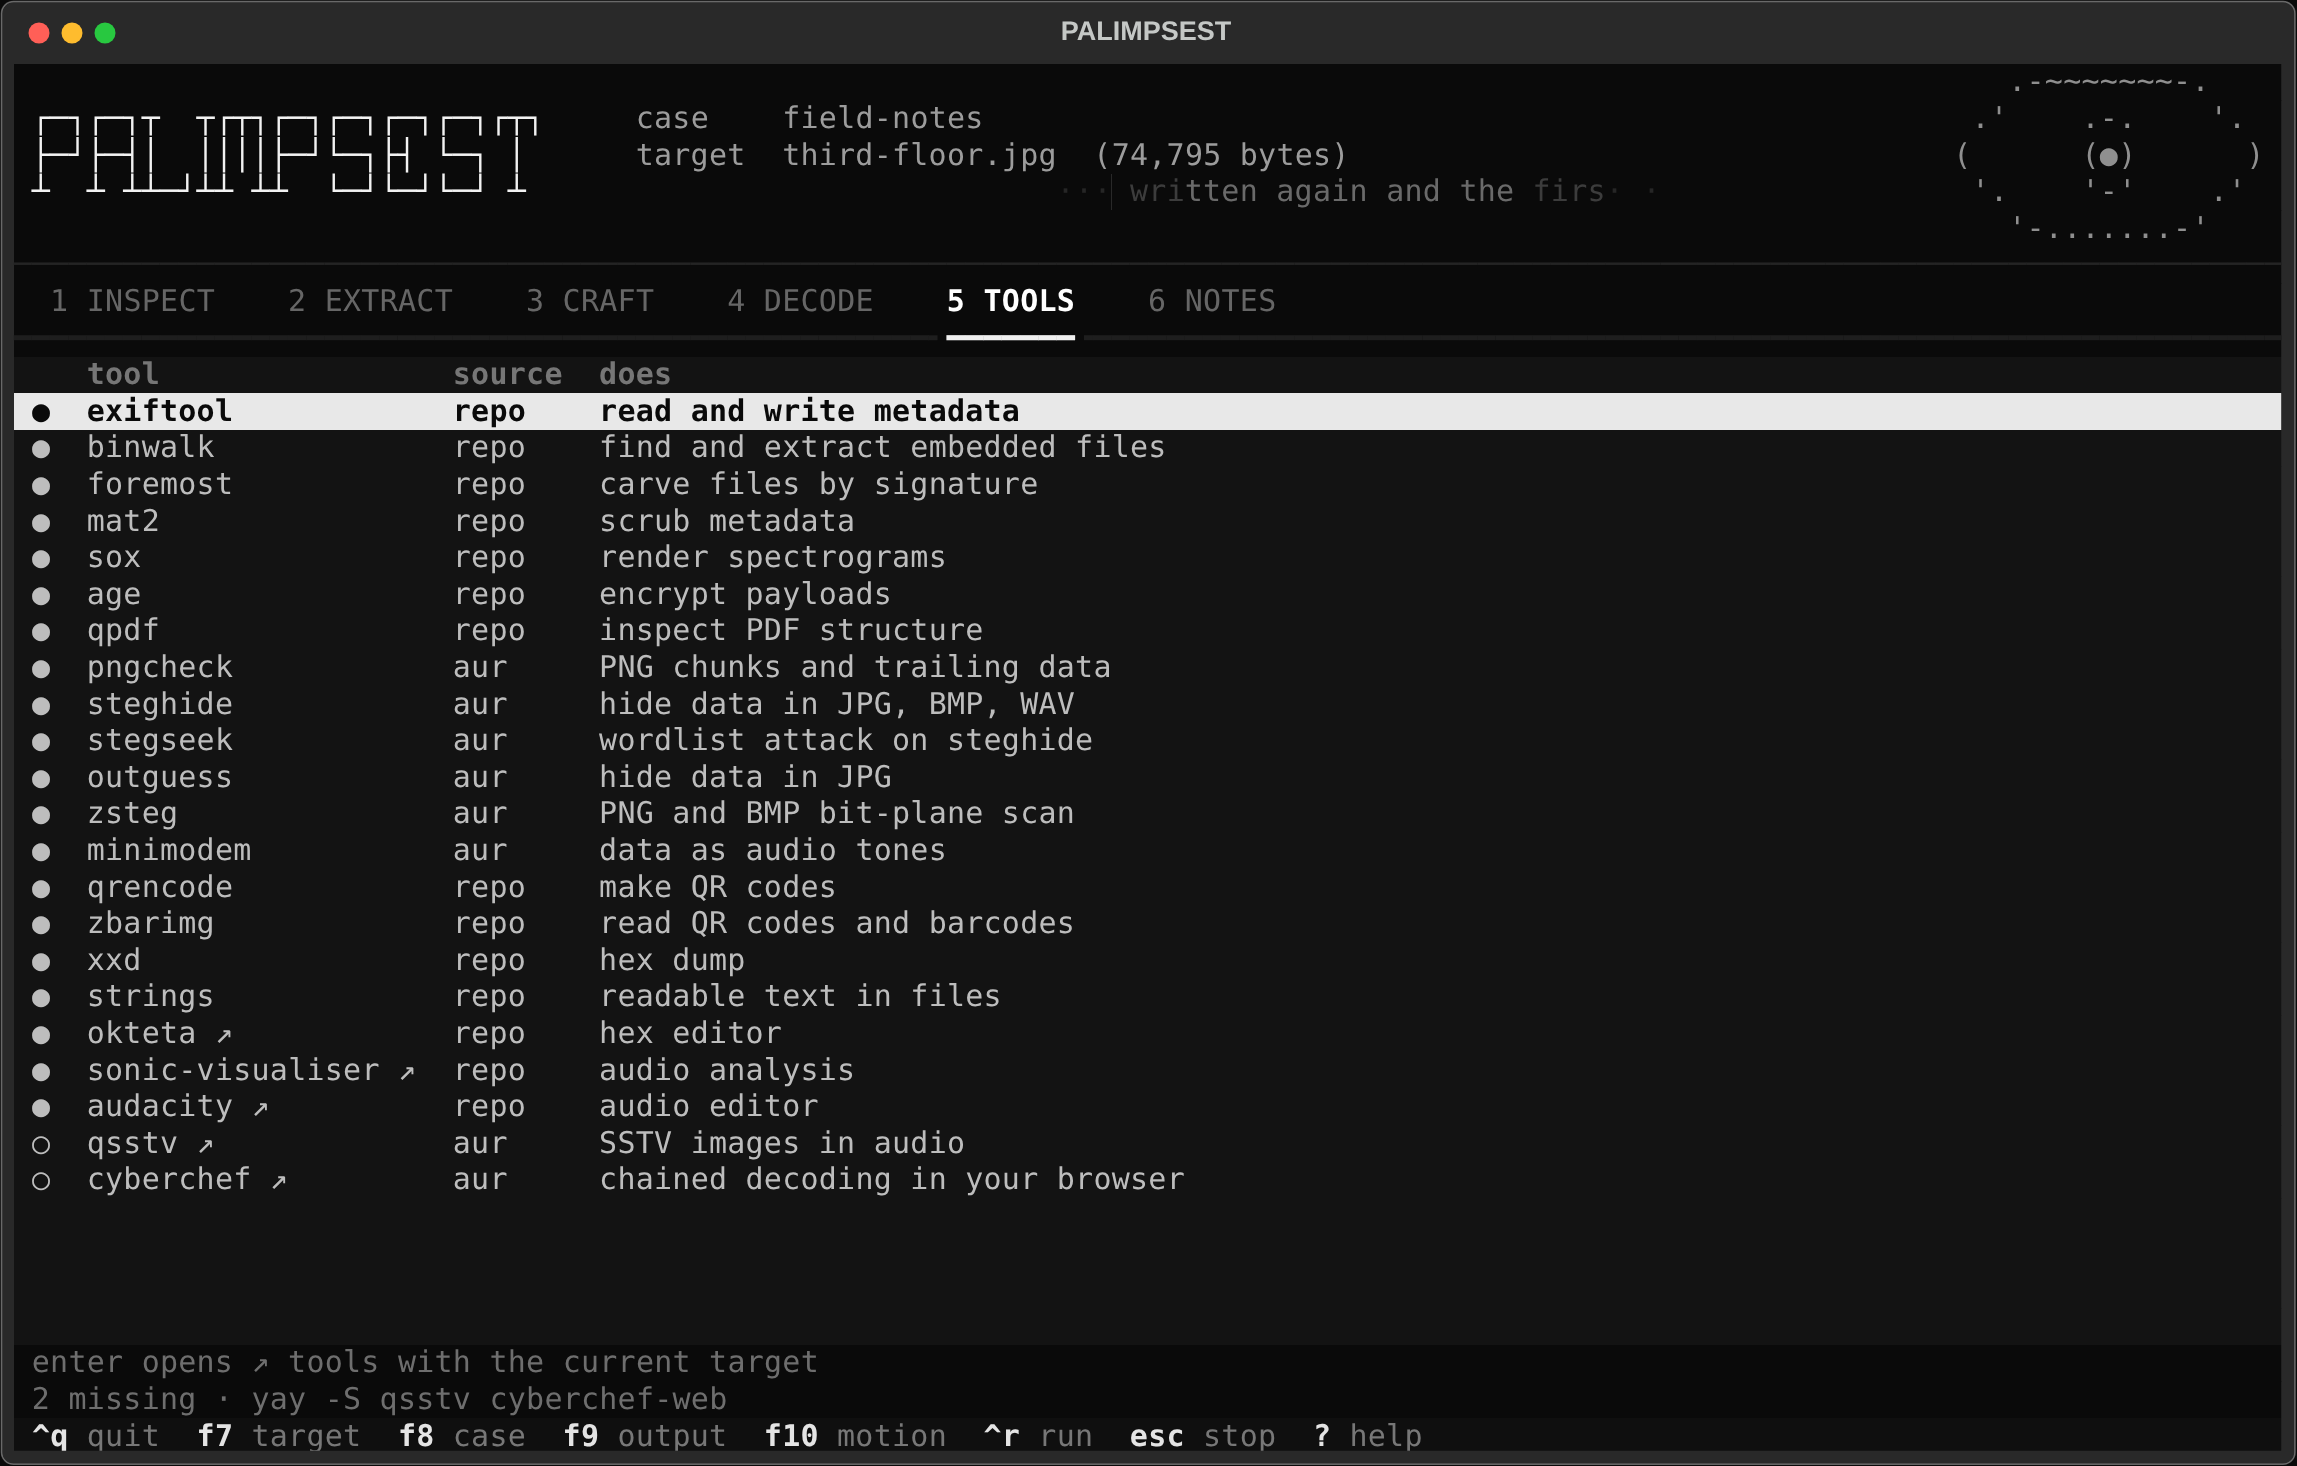 PALIMPSEST
PALIMPSEST
case field-notes
target third-floor.jpg (74,795 bytes)
written again and the firs
1 INSPECT 2 EXTRACT 3 CRAFT 4 DECODE 5 TOOLS 6 NOTES
tool source does
● exiftool repo read and write metadata
● binwalk repo find and extract embedded files
● foremost repo carve files by signature
● mat2 repo scrub metadata
● sox repo render spectrograms
● age repo encrypt payloads
● qpdf repo inspect PDF structure
● pngcheck aur PNG chunks and trailing data
● steghide aur hide data in JPG, BMP, WAV
● stegseek aur wordlist attack on steghide
● outguess aur hide data in JPG
● zsteg aur PNG and BMP bit-plane scan
● minimodem aur data as audio tones
● qrencode repo make QR codes
● zbarimg repo read QR codes and barcodes
● xxd repo hex dump
● strings repo readable text in files
● okteta ↗ repo hex editor
● sonic-visualiser ↗ repo audio analysis
● audacity ↗ repo audio editor
○ qsstv ↗ aur SSTV images in audio
○ cyberchef ↗ aur chained decoding in your browser
enter opens ↗ tools with the current target
2 missing · yay -S qsstv cyberchef-web
^q quit f7 target f8 case f9 output f10 motion ^r run esc stop ? help